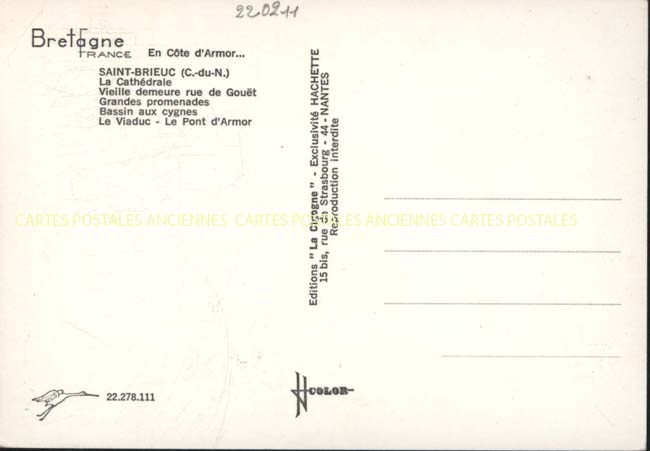 22.0211
Bretagne
FRANCE
En Côte d'Armor...
SAINT-BRIEUC (C.-du-N.)
La Cathédrale
Vieille demeure rue de Gouët
Grandes promenades
Bassin aux cygnes
Le Viaduc - Le Pont d'Armor
Editions "La Cigogne" - Exclusivité HACHETTE
15 bis, rue de Strasbourg - 44 - NANTES
Reproduction interdite
CARTES POSTALES ANCIENNES CARTES POSTALES ANCIENNES CARTES POSTALES
22.278.111
COLOR